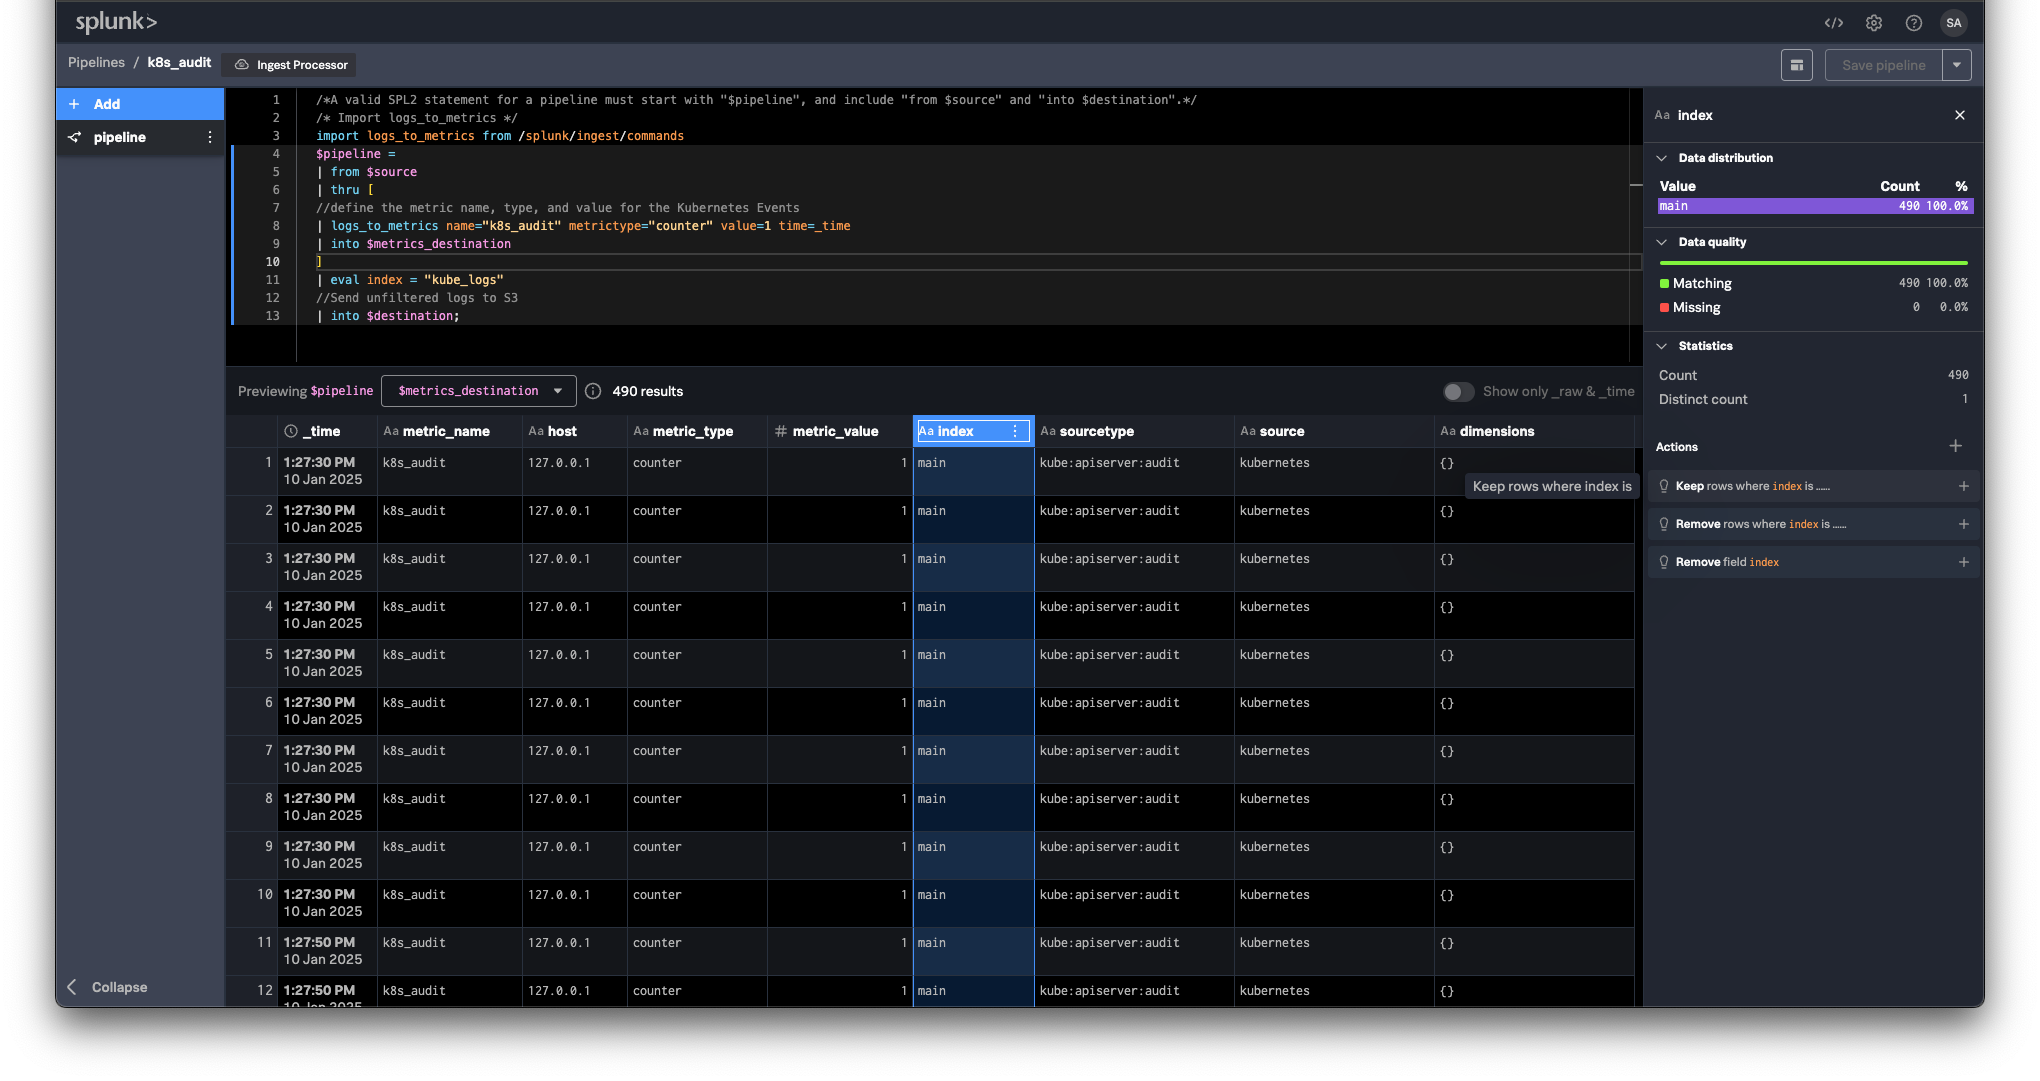 splunk>
</>
SA
Pipelines / k8s_audit
Ingest Processor
Save pipeline
+ Add
pipeline
1 /*A valid SPL2 statement for a pipeline must start with "$pipeline", and include "from $source" and "into $destination".*/
2 /* Import logs_to_metrics */
3 import logs_to_metrics from /splunk/ingest/commands
4 $pipeline =
5 | from $source
6 | thru [
7 //define the metric name, type, and value for the Kubernetes Events
8 | logs_to_metrics name="k8s_audit" metrictype="counter" value=1 time=_time
9 | into $metrics_destination
10 ]
11 | eval index = "kube_logs"
12 //Send unfiltered logs to S3
13 | into $destination;
Previewing $pipeline $metrics_destination 490 results
Show only _raw & _time
_time Aa metric_name Aa host Aa metric_type # metric_value Aa index Aa sourcetype Aa source Aa dimensions
1 1:27:30 PM k8s_audit 127.0.0.1 counter 1 main kube:apiserver:audit kubernetes {}
10 Jan 2025
2 1:27:30 PM k8s_audit 127.0.0.1 counter 1 main kube:apiserver:audit kubernetes {}
10 Jan 2025
3 1:27:30 PM k8s_audit 127.0.0.1 counter 1 main kube:apiserver:audit kubernetes {}
10 Jan 2025
4 1:27:30 PM k8s_audit 127.0.0.1 counter 1 main kube:apiserver:audit kubernetes {}
10 Jan 2025
5 1:27:30 PM k8s_audit 127.0.0.1 counter 1 main kube:apiserver:audit kubernetes {}
10 Jan 2025
6 1:27:30 PM k8s_audit 127.0.0.1 counter 1 main kube:apiserver:audit kubernetes {}
10 Jan 2025
7 1:27:30 PM k8s_audit 127.0.0.1 counter 1 main kube:apiserver:audit kubernetes {}
10 Jan 2025
8 1:27:30 PM k8s_audit 127.0.0.1 counter 1 main kube:apiserver:audit kubernetes {}
10 Jan 2025
9 1:27:30 PM k8s_audit 127.0.0.1 counter 1 main kube:apiserver:audit kubernetes {}
10 Jan 2025
10 1:27:30 PM k8s_audit 127.0.0.1 counter 1 main kube:apiserver:audit kubernetes {}
10 Jan 2025
11 1:27:50 PM k8s_audit 127.0.0.1 counter 1 main kube:apiserver:audit kubernetes {}
10 Jan 2025
12 1:27:50 PM k8s_audit 127.0.0.1 counter 1 main kube:apiserver:audit kubernetes {}
10 Jan 2025
Keep rows where index is
Collapse
Aa index
Data distribution
Value Count %
main 490 100.0%
Data quality
Matching 490 100.0%
Missing 0 0.0%
Statistics
Count 490
Distinct count 1
Actions
Keep rows where index is ......
Remove rows where index is ......
Remove field index